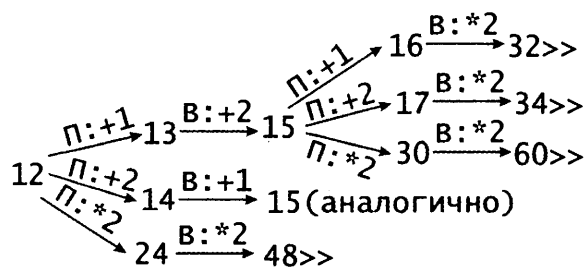 П:+1 16 В:*2 32>>
П:+1 13 В:+2 15 П:+2 17 В:*2 34>>
П:*2 30 В:*2 60>>
12 П:+2 14 В:+1 15(аналогично)
П:*2 24 В:*2 48>>